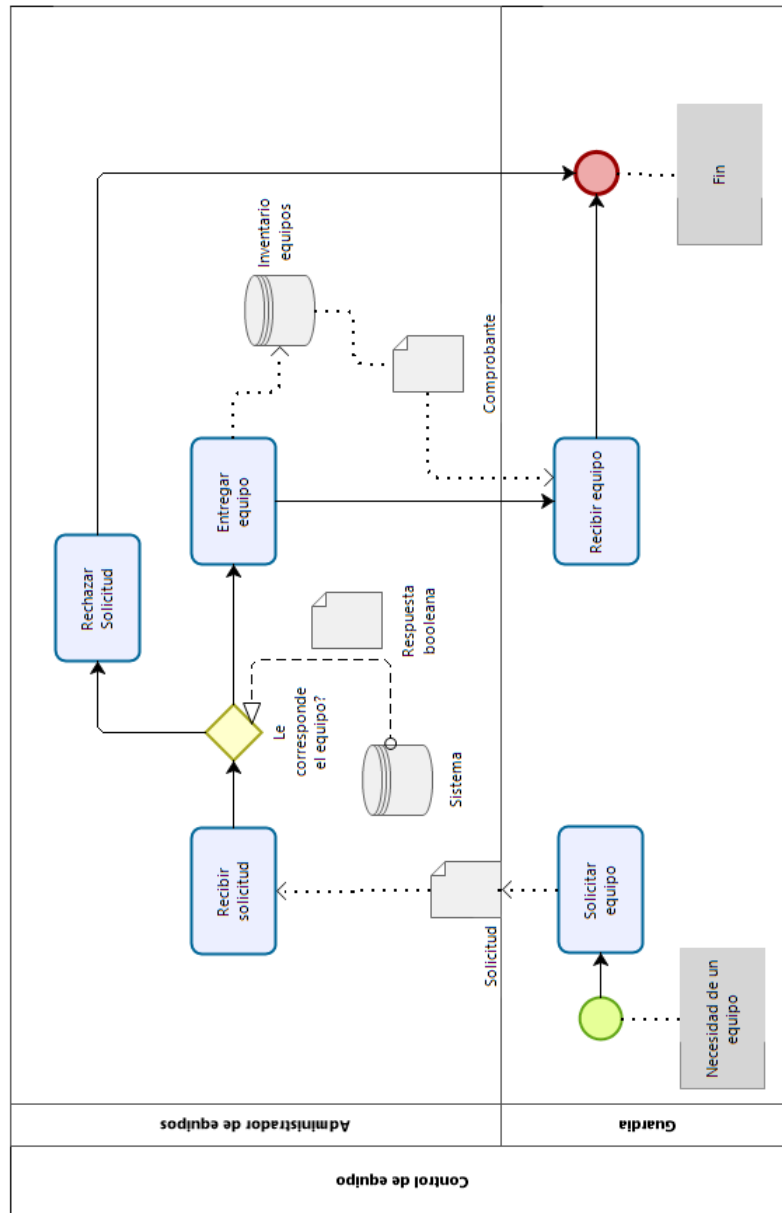 Control de equipo
Administrador de equipos
Guardia
Rechazar
Solicitud
Recibir
solicitud
Le
corresponde
el equipo?
Entregar
equipo
Inventario
equipos
Sistema
Respuesta
booleana
Comprobante
Solicitud
Solicitar
equipo
Recibir equipo
Necesidad de un
equipo
Fin